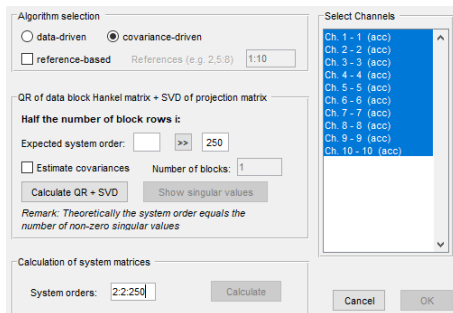 Algorithm selection
data-driven covariance-driven
reference-based References (e.g. 2,5:8) 1:10
QR of data block Hankel matrix + SVD of projection matrix
Half the number of block rows i:
Expected system order: >> 250
Estimate covariances Number of blocks: 1
Calculate QR + SVD Show singular values
Remark: Theoretically the system order equals the
number of non-zero singular values
Calculation of system matrices
System orders: 2:2:250 Calculate
Select Channels
Ch. 1 - 1 (acc)
Ch. 2 - 2 (acc)
Ch. 3 - 3 (acc)
Ch. 4 - 4 (acc)
Ch. 5 - 5 (acc)
Ch. 6 - 6 (acc)
Ch. 7 - 7 (acc)
Ch. 8 - 8 (acc)
Ch. 9 - 9 (acc)
Ch. 10 - 10 (acc)
Cancel OK